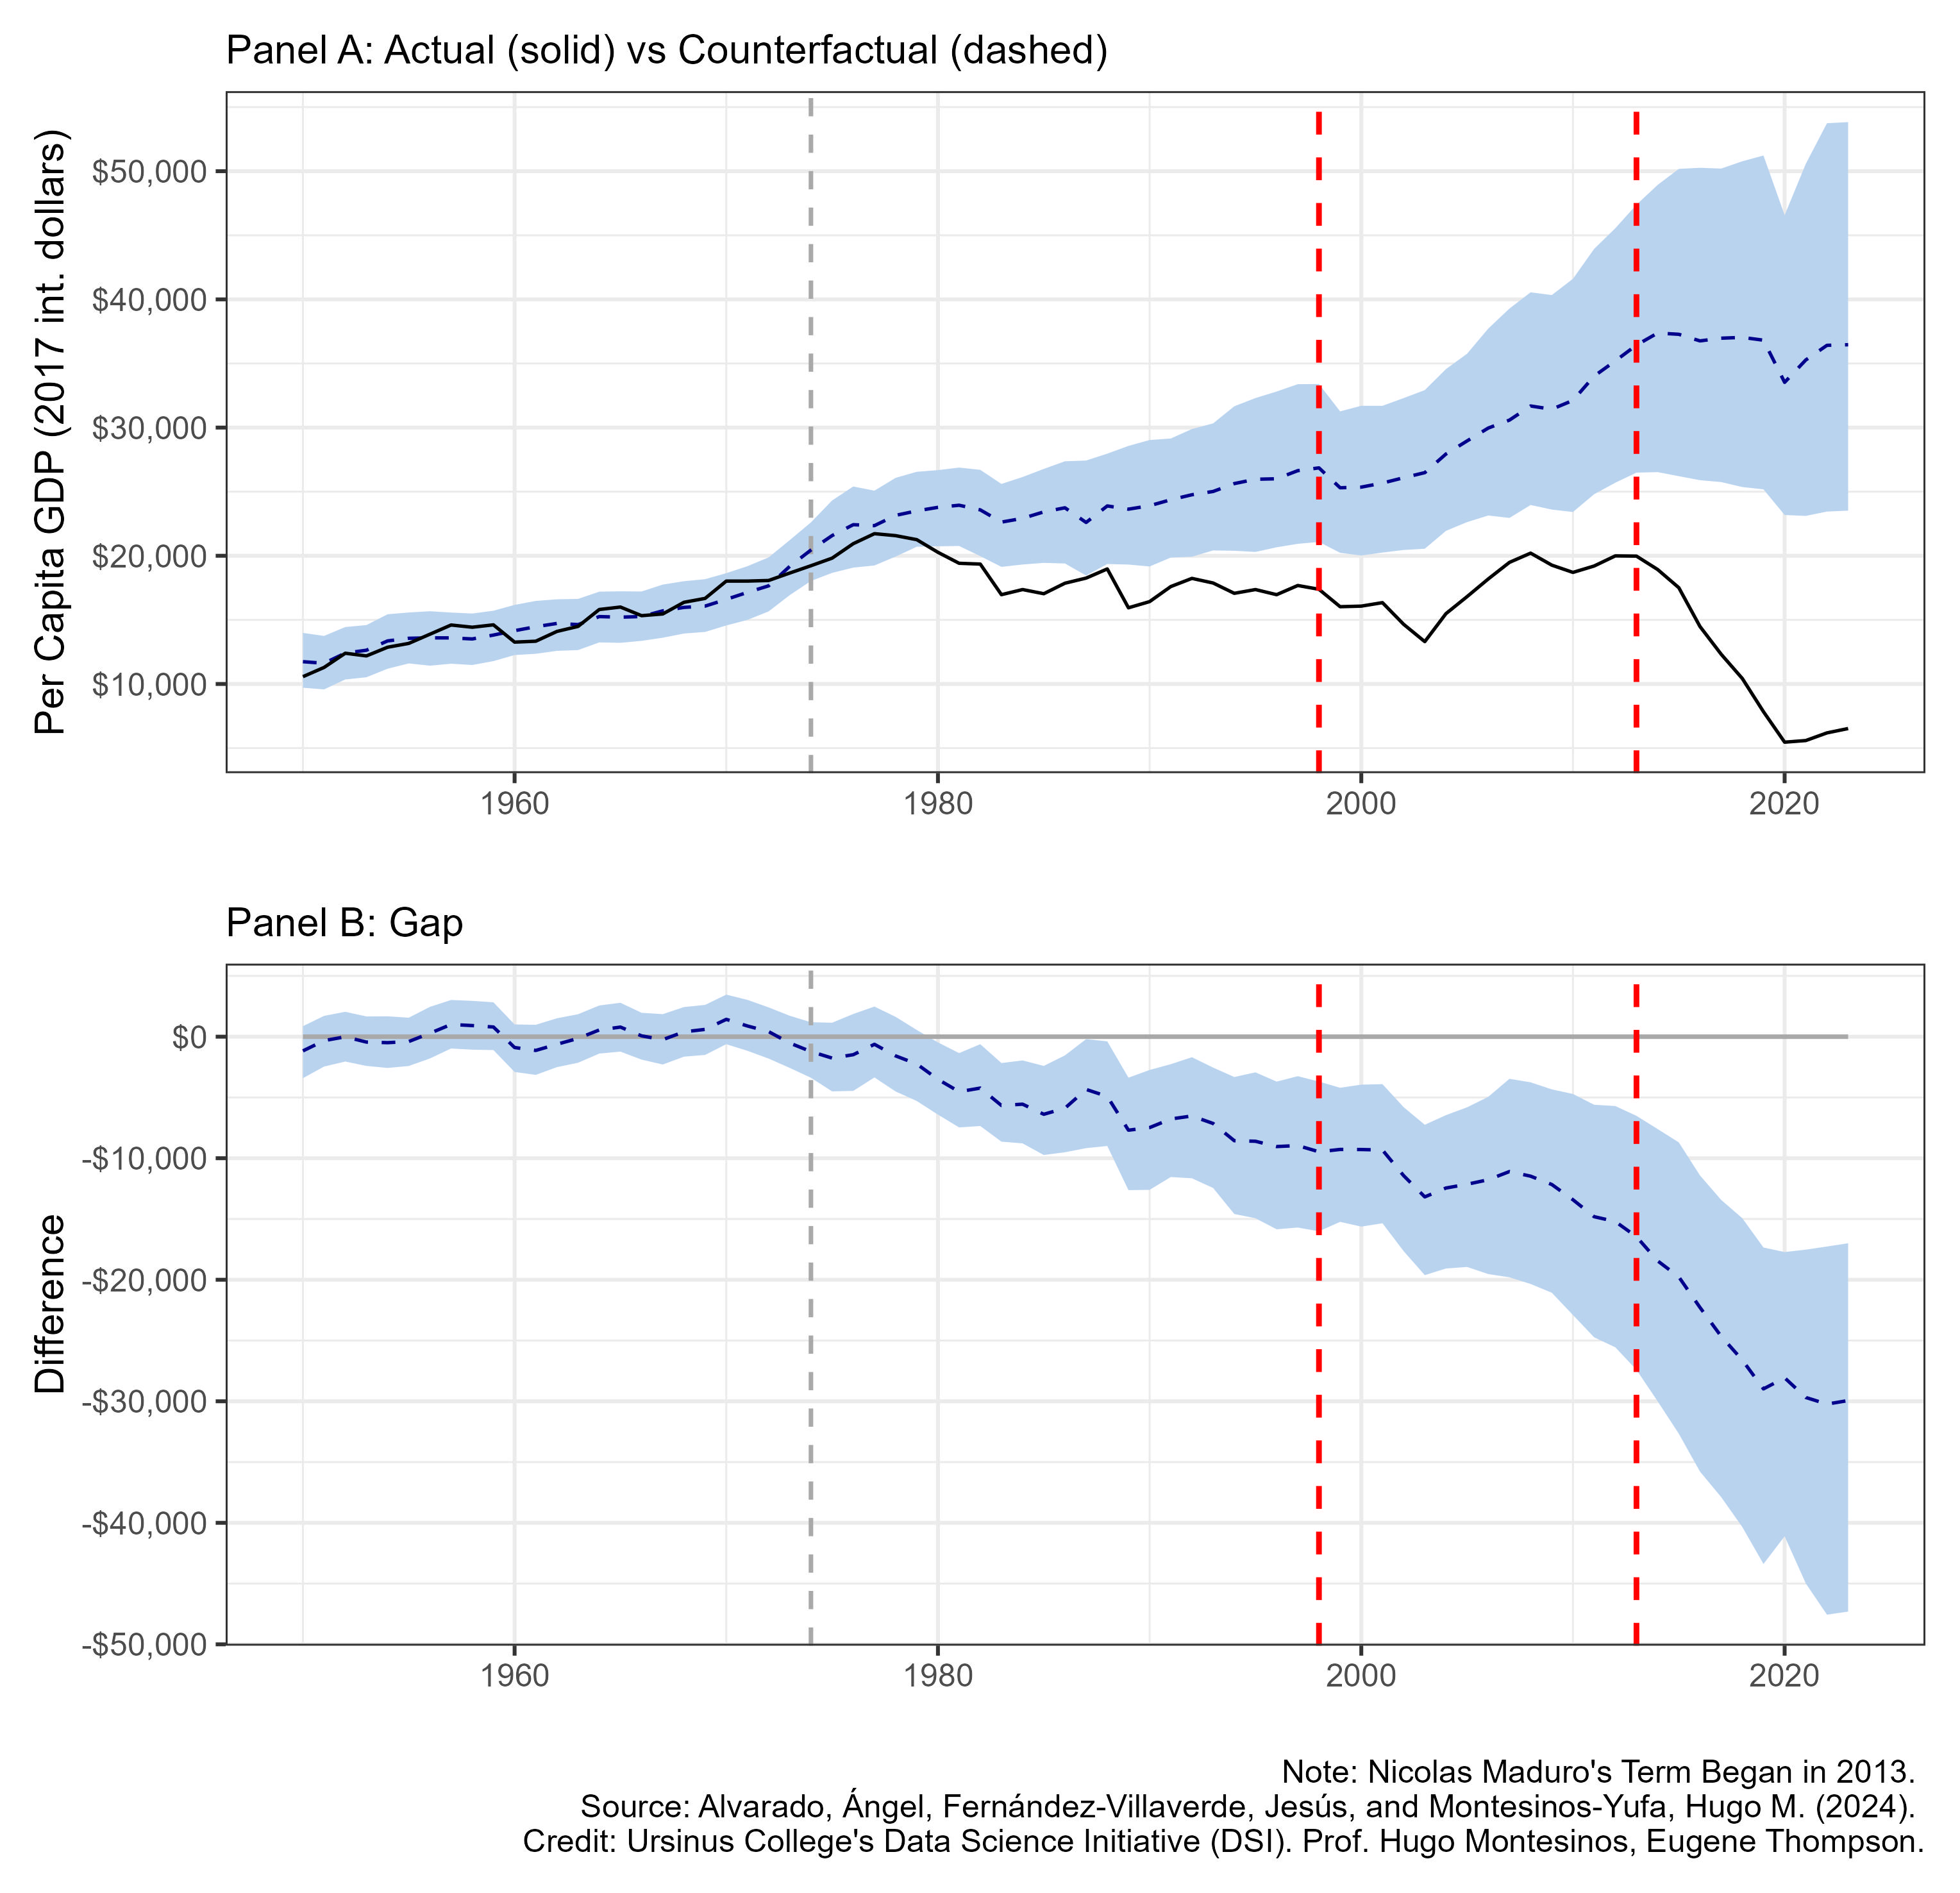 Panel A: Actual (solid) vs Counterfactual (dashed)
Per Capita GDP (2017 int. dollars)
$50,000
$40,000
$30,000
$20,000
$10,000
1960 1980 2000 2020
Panel B: Gap
Difference
$0
-$10,000
-$20,000
-$30,000
-$40,000
-$50,000
1960 1980 2000 2020
Note: Nicolas Maduro's Term Began in 2013.
Source: Alvarado, Ángel, Fernández-Villaverde, Jesús, and Montesinos-Yufa, Hugo M. (2024).
Credit: Ursinus College's Data Science Initiative (DSI). Prof. Hugo Montesinos, Eugene Thompson.